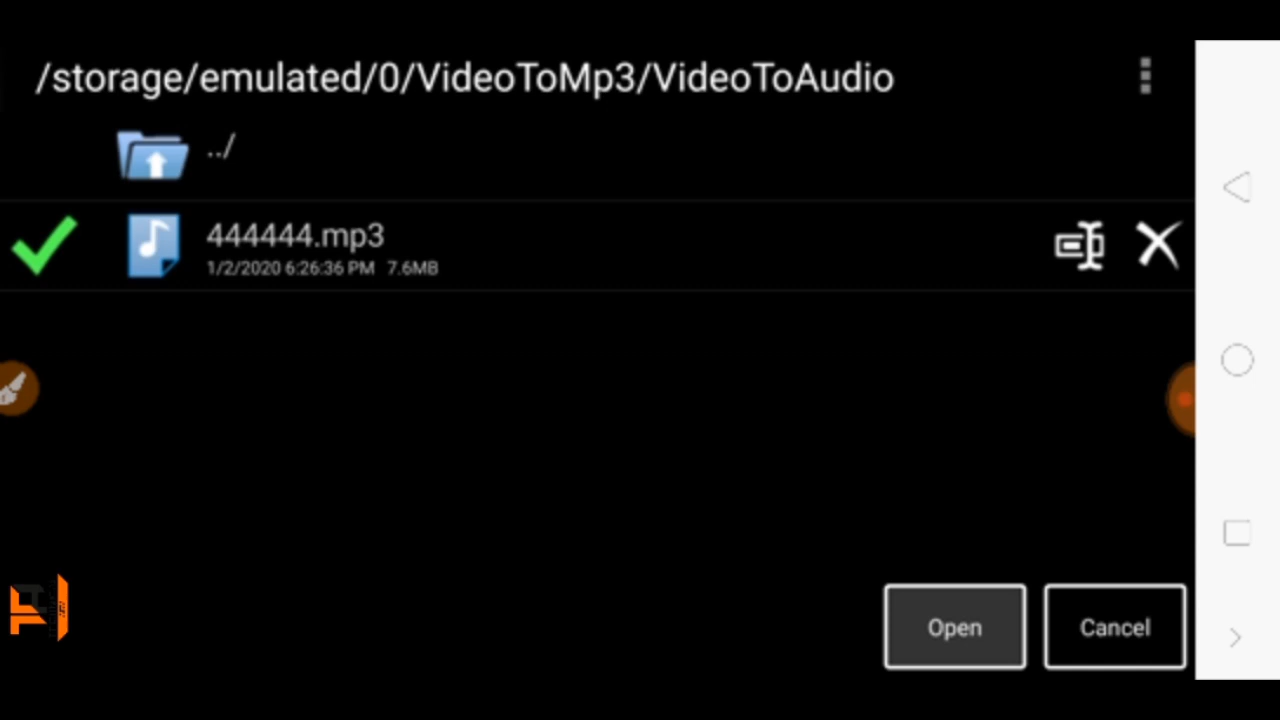 /storage/emulated/0/VideoToMp3/VideoToAudio
../
444444.mp3
1/2/2020 6:26:36 PM 7.6MB
Open
Cancel